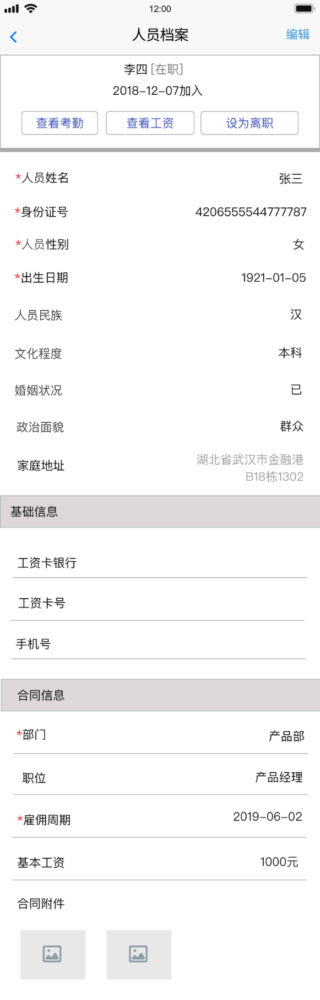 12:00
人员档案
编辑
李四 [在职]
2018-12-07加入
查看考勤 查看工资 设为离职
*人员姓名 张三
*身份证号 4206555544777787
*人员性别 女
*出生日期 1921-01-05
人员民族 汉
文化程度 本科
婚姻状况 已
政治面貌 群众
家庭地址 湖北省武汉市金融港
B18栋1302
基础信息
工资卡银行
工资卡号
手机号
合同信息
*部门 产品部
职位 产品经理
*雇佣周期 2019-06-02
基本工资 1000元
合同附件